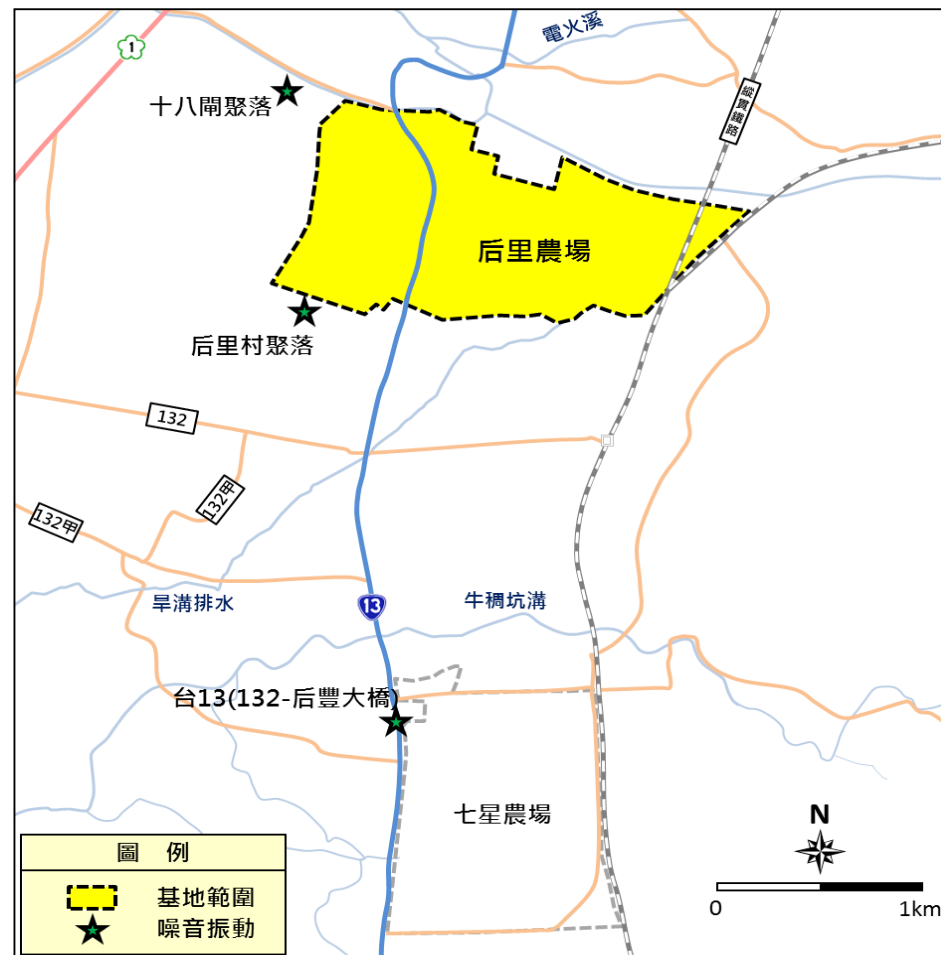 電火溪
1
縱貫鐵路
十八閘聚落
后里農場
后里村聚落
132
132甲
132甲
旱溝排水
13
牛稠坑溝
台13(132-后豐大橋)
七星農場
N
0
1km
圖 例
基地範圍
噪音振動